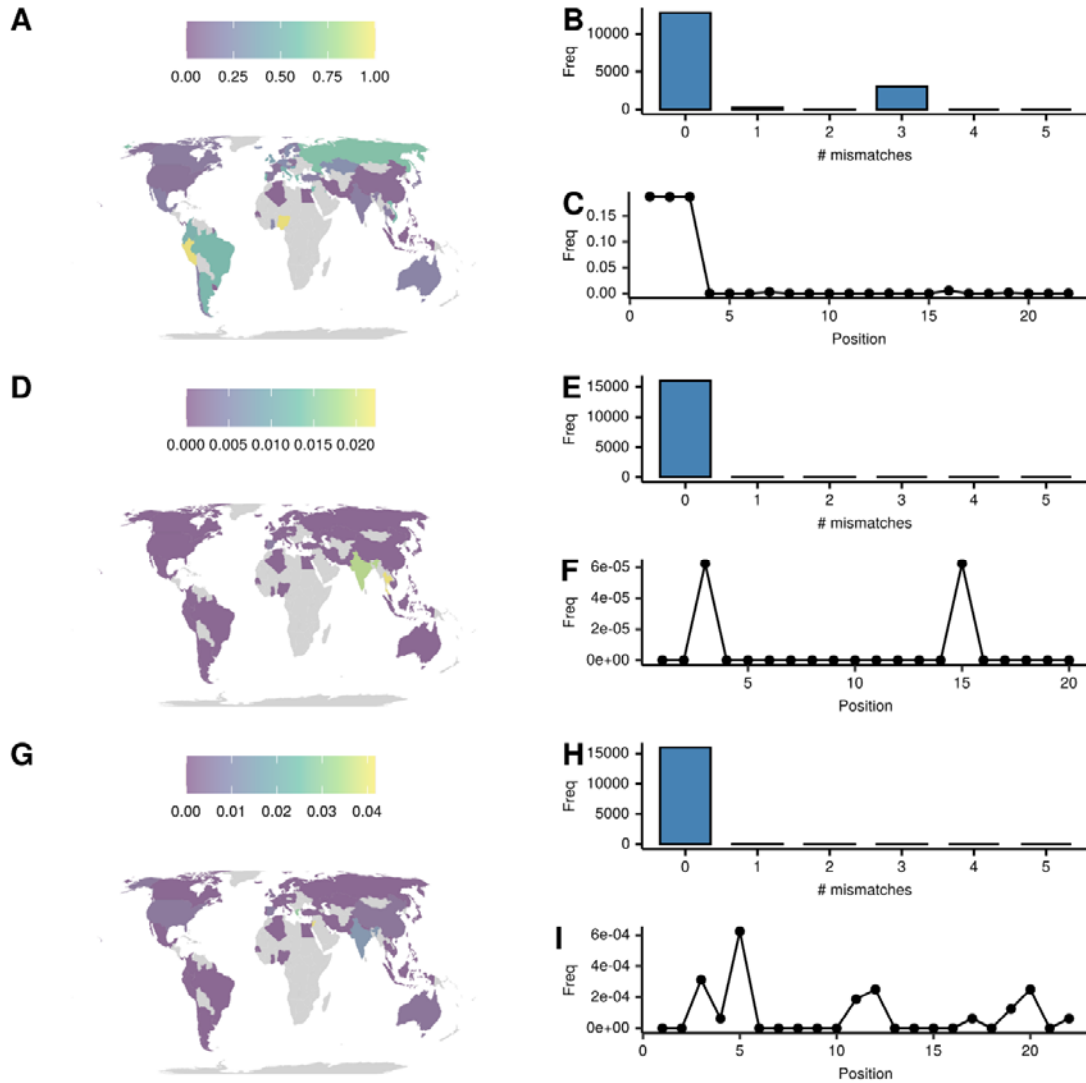 A
0.00 0.25 0.50 0.75 1.00
B
Freq
10000
5000
0
0 1 2 3 4 5
# mismatches
C
Freq
0.15
0.10
0.05
0.00
0 5 10 15 20
Position
D
0.000 0.005 0.010 0.015 0.020
E
Freq
15000
10000
5000
0
0 1 2 3 4 5
# mismatches
F
Freq
6e-05
4e-05
2e-05
0e+00
5 10 15 20
Position
G
0.00 0.01 0.02 0.03 0.04
H
Freq
15000
10000
5000
0
0 1 2 3 4 5
# mismatches
I
Freq
6e-04
4e-04
2e-04
0e+00
0 5 10 15 20
Position